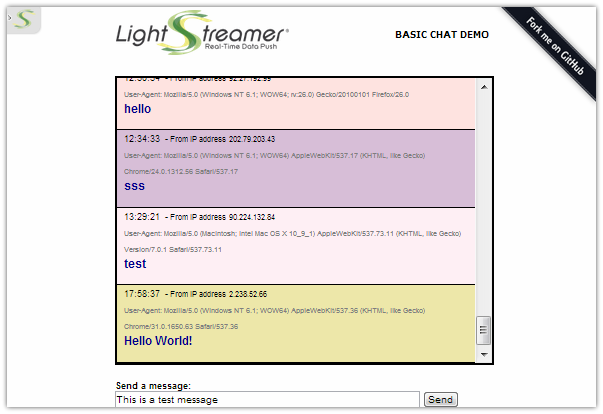 LightStreamer
Real-Time Data Push
BASIC CHAT DEMO
Fork me on GitHub
12:33:34 - From IP address 92.27.192.99
User-Agent: Mozilla/5.0 (Windows NT 6.1; WOW64; rv:26.0) Gecko/20100101 Firefox/26.0
hello
12:34:33 - From IP address 202.79.203.43
User-Agent: Mozilla/5.0 (Windows NT 6.1; WOW64) AppleWebKit/537.17 (KHTML, like Gecko)
Chrome/24.0.1312.56 Safari/537.17
sss
13:29:21 - From IP address 90.224.132.84
User-Agent: Mozilla/5.0 (Macintosh; Intel Mac OS X 10_9_1) AppleWebKit/537.73.11 (KHTML, like Gecko)
Version/7.0.1 Safari/537.73.11
test
17:58:37 - From IP address 2.238.52.66
User-Agent: Mozilla/5.0 (Windows NT 6.1; WOW64) AppleWebKit/537.36 (KHTML, like Gecko)
Chrome/31.0.1650.63 Safari/537.36
Hello World!
Send a message:
This is a test message
Send